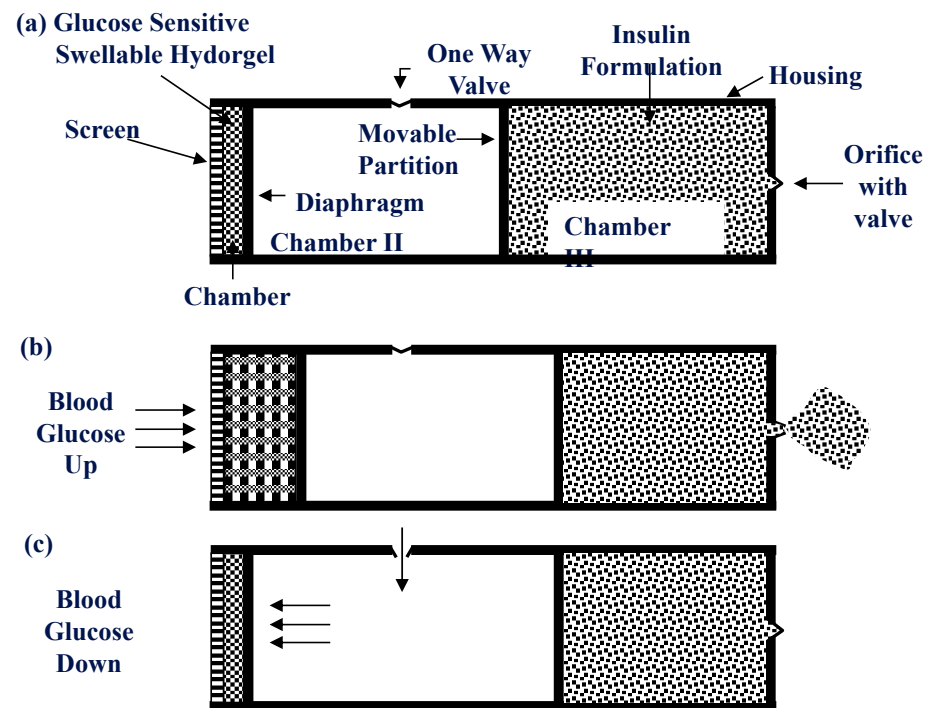 (a) Glucose Sensitive
Swellable Hydorgel
One Way
Valve
Insulin
Formulation
Housing
Screen
Movable
Partition
Orifice
with
valve
Diaphragm
Chamber II
Chamber
III
Chamber
(b)
Blood
Glucose
Up
(c)
Blood
Glucose
Down